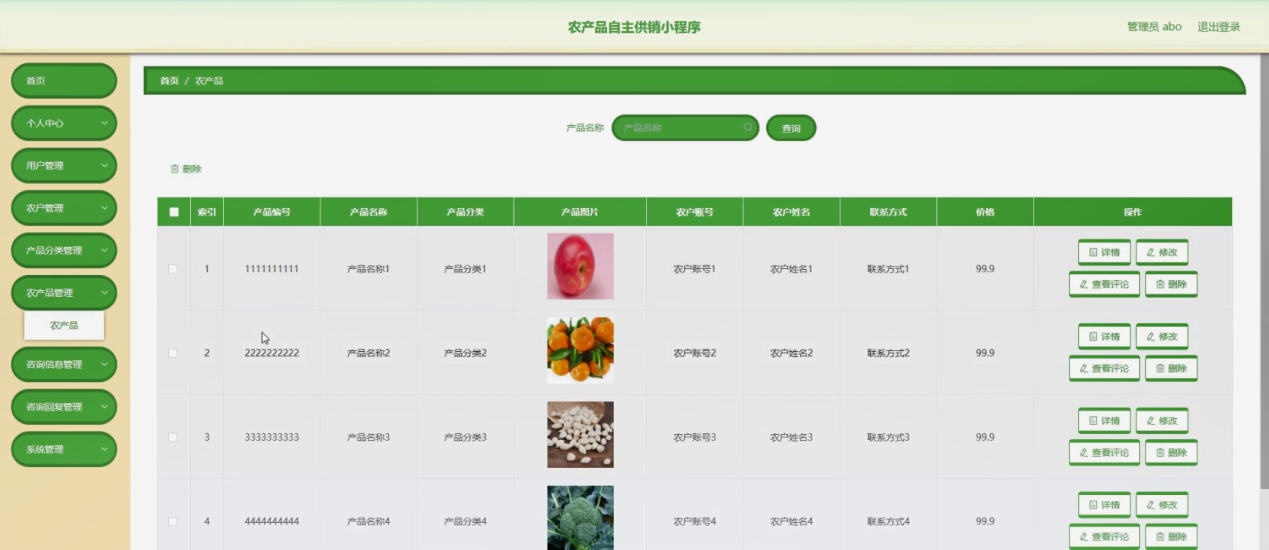 农产品自主供销小程序
管理员 abo 退出登录
首页
个人中心
用户管理
农户管理
产品分类管理
农产品管理
农产品
咨询信息管理
咨询回复管理
系统管理
首页 / 农产品
产品名称 产品名称 查询
删除
索引 产品编号 产品名称 产品分类 产品图片 农户账号 农户姓名 联系方式 价格 操作
1 1111111111 产品名称1 产品分类1 农户账号1 农户姓名1 联系方式1 99.9 详情 修改
查看评论 删除
2 2222222222 产品名称2 产品分类2 农户账号2 农户姓名2 联系方式2 99.9 详情 修改
查看评论 删除
3 3333333333 产品名称3 产品分类3 农户账号3 农户姓名3 联系方式3 99.9 详情 修改
查看评论 删除
4 4444444444 产品名称4 产品分类4 农户账号4 农户姓名4 联系方式4 99.9 详情 修改
查看评论 删除